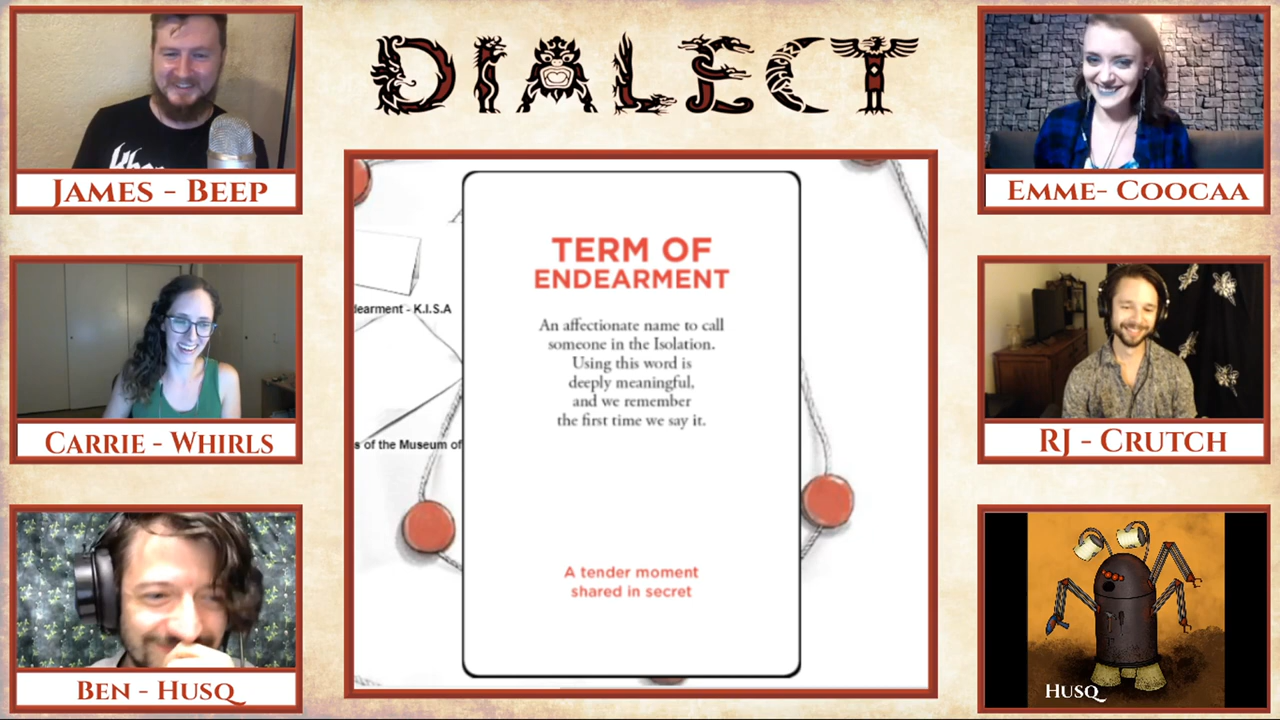 DIALECT
JAMES - BEEP
EMME- COOCAA
CARRIE - WHIRLS
RJ - CRUTCH
BEN - HUSQ
HUSQ
earment - K.I.S.A
s of the Museum of
TERM OF
ENDEARMENT
An affectionate name to call
someone in the Isolation.
Using this word is
deeply meaningful,
and we remember
the first time we say it.
A tender moment
shared in secret